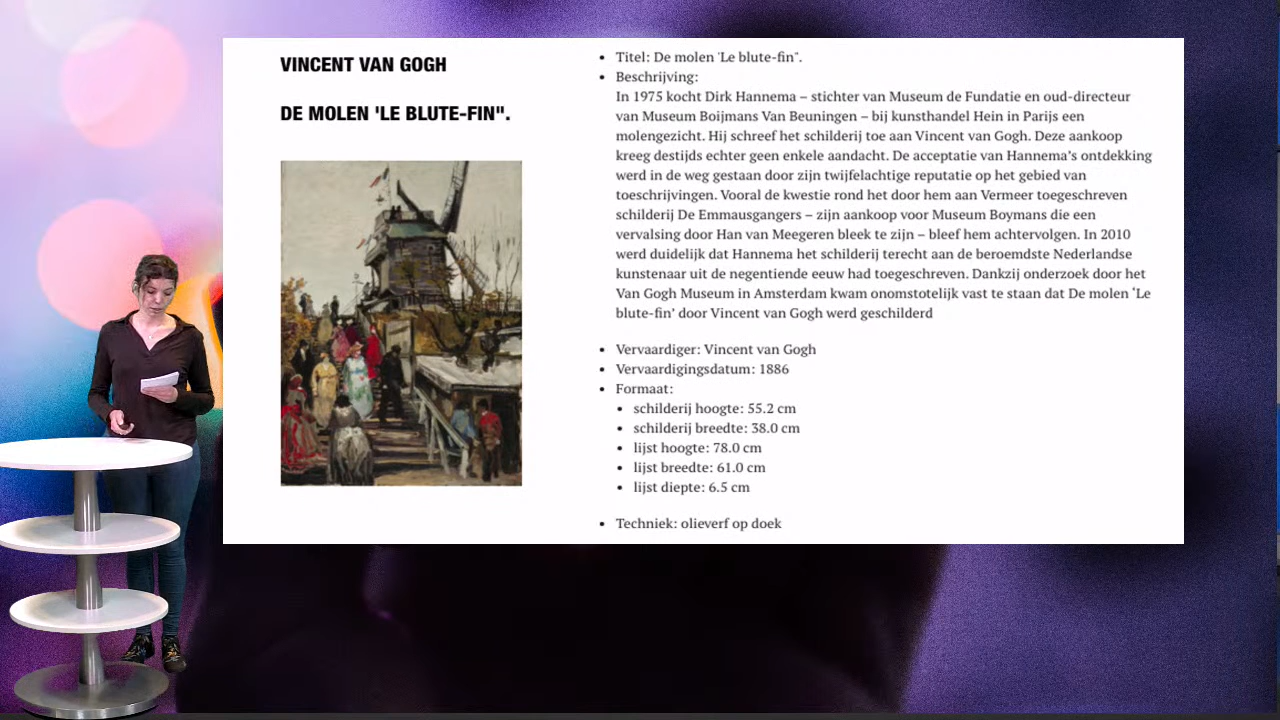 VINCENT VAN GOGH
DE MOLEN 'LE BLUTE-FIN".
• Titel: De molen 'Le blute-fin".
• Beschrijving:
In 1975 kocht Dirk Hannema – stichter van Museum de Fundatie en oud-directeur
van Museum Boijmans Van Beuningen – bij kunsthandel Hein in Parijs een
molengezicht. Hij schreef het schilderij toe aan Vincent van Gogh. Deze aankoop
kreeg destijds echter geen enkele aandacht. De acceptatie van Hannema's ontdekking
werd in de weg gestaan door zijn twijfelachtige reputatie op het gebied van
toeschrijvingen. Vooral de kwestie rond het door hem aan Vermeer toegeschreven
schilderij De Emmausgangers – zijn aankoop voor Museum Boymans die een
vervalsing door Han van Meegeren bleek te zijn – bleef hem achtervolgen. In 2010
werd duidelijk dat Hannema het schilderij terecht aan de beroemdste Nederlandse
kunstenaar uit de negentiende eeuw had toegeschreven. Dankzij onderzoek door het
Van Gogh Museum in Amsterdam kwam onomstotelijk vast te staan dat De molen ‘Le
blute-fin’ door Vincent van Gogh werd geschilderd
• Vervaardiger: Vincent van Gogh
• Vervaardigingsdatum: 1886
• Formaat:
• schilderij hoogte: 55.2 cm
• schilderij breedte: 38.0 cm
• lijst hoogte: 78.0 cm
• lijst breedte: 61.0 cm
• lijst diepte: 6.5 cm
• Techniek: olieverf op doek